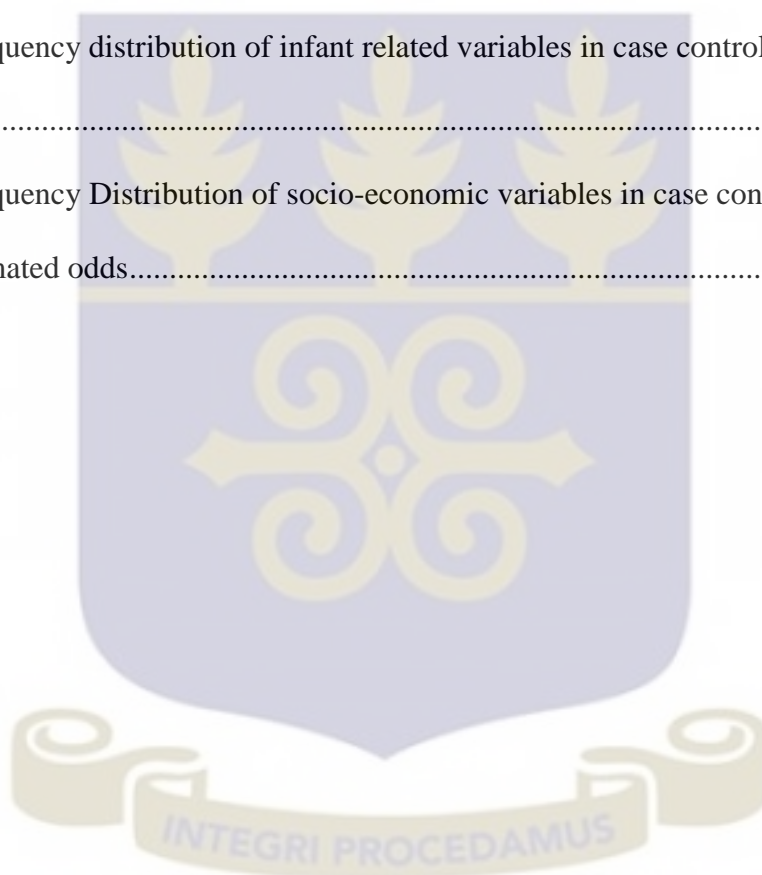 quency distribution of infant related variables in case control
................................................................................................................
quency Distribution of socio-economic variables in case con
nated odds...............................................................................................
INTEGRI PROCEDAMUS